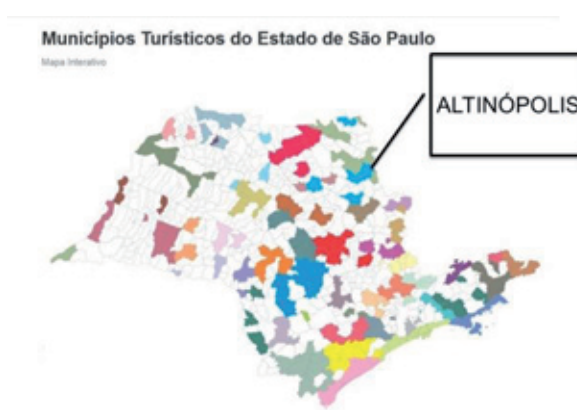 Municípios Turísticos do Estado de São Paulo
Mapa Interativo
ALTINÓPOLIS